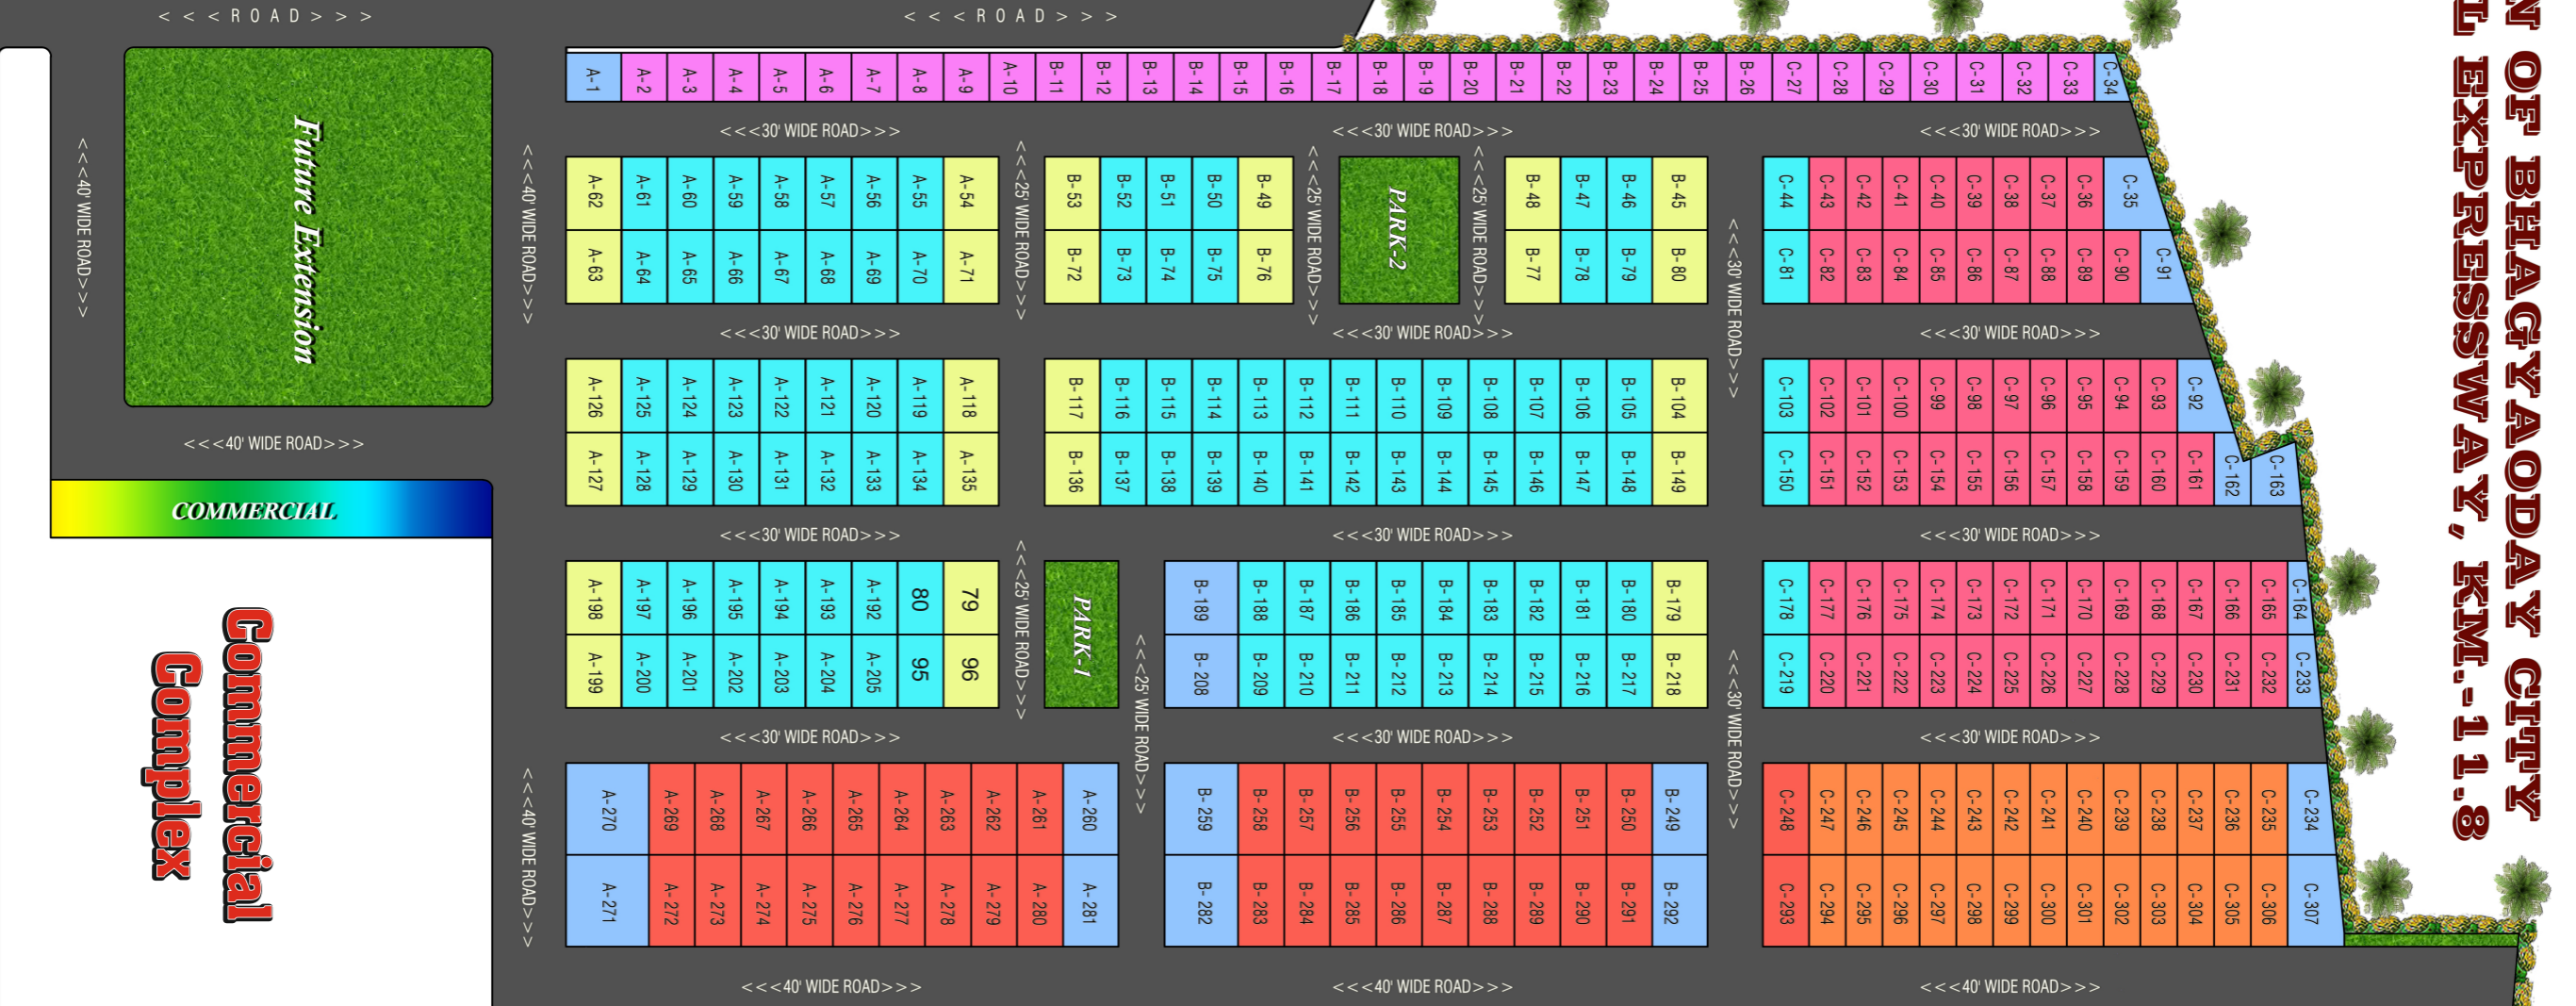 < < < R O A D > > >
< < < R O A D > > >
A-1 A-2 A-3 A-4 A-5 A-6 A-7 A-8 A-9 A-10 B-11 B-12 B-13 B-14 B-15 B-16 B-17 B-18 B-19 B-20 B-21 B-22 B-23 B-24 B-25 B-26 C-27 C-28 C-29 C-30 C-31 C-32 C-33 C-34
<<<30' WIDE ROAD>>>
<<<30' WIDE ROAD>>>
<<<30' WIDE ROAD>>>
<<<40' WIDE ROAD>>>
Future Extension
<<<40' WIDE ROAD>>>
A-62 A-61 A-60 A-59 A-58 A-57 A-56 A-55 A-54
<<<25' WIDE ROAD>>>
B-53 B-52 B-51 B-50 B-49
<<<25' WIDE ROAD>>>
PARK-2
<<<25' WIDE ROAD>>>
B-48 B-47 B-46 B-45
<<<30' WIDE ROAD>>>
C-44 C-43 C-42 C-41 C-40 C-39 C-38 C-37 C-36 C-35
A-63 A-64 A-65 A-66 A-67 A-68 A-69 A-70 A-71
B-72 B-73 B-74 B-75 B-76
B-77 B-78 B-79 B-80
C-81 C-82 C-83 C-84 C-85 C-86 C-87 C-88 C-89 C-90 C-91
<<<30' WIDE ROAD>>>
<<<30' WIDE ROAD>>>
<<<30' WIDE ROAD>>>
A-126 A-125 A-124 A-123 A-122 A-121 A-120 A-119 A-118
B-117 B-116 B-115 B-114 B-113 B-112 B-111 B-110 B-109 B-108 B-107 B-106 B-105 B-104
C-103 C-102 C-101 C-100 C-99 C-98 C-97 C-96 C-95 C-94 C-93 C-92
<<<40' WIDE ROAD>>>
A-127 A-128 A-129 A-130 A-131 A-132 A-133 A-134 A-135
B-136 B-137 B-138 B-139 B-140 B-141 B-142 B-143 B-144 B-145 B-146 B-147 B-148 B-149
C-150 C-151 C-152 C-153 C-154 C-155 C-156 C-157 C-158 C-159 C-160 C-161 C-162 C-163
COMMERCIAL
<<<30' WIDE ROAD>>>
<<<30' WIDE ROAD>>>
<<<30' WIDE ROAD>>>
A-198 A-197 A-196 A-195 A-194 A-193 A-192 80 79
<<<25' WIDE ROAD>>>
PARK-1
B-189 B-188 B-187 B-186 B-185 B-184 B-183 B-182 B-181 B-180 B-179
C-178 C-177 C-176 C-175 C-174 C-173 C-172 C-171 C-170 C-169 C-168 C-167 C-166 C-165 C-164
A-199 A-200 A-201 A-202 A-203 A-204 A-205 95 96
<<<25' WIDE ROAD>>>
B-208 B-209 B-210 B-211 B-212 B-213 B-214 B-215 B-216 B-217 B-218
<<<30' WIDE ROAD>>>
C-219 C-220 C-221 C-222 C-223 C-224 C-225 C-226 C-227 C-228 C-229 C-230 C-231 C-232 C-233
<<<30' WIDE ROAD>>>
<<<30' WIDE ROAD>>>
<<<30' WIDE ROAD>>>
Commercial
Complex
<<<40' WIDE ROAD>>>
A-270 A-269 A-268 A-267 A-266 A-265 A-264 A-263 A-262 A-261 A-260
B-259 B-258 B-257 B-256 B-255 B-254 B-253 B-252 B-251 B-250 B-249
C-248 C-247 C-246 C-245 C-244 C-243 C-242 C-241 C-240 C-239 C-238 C-237 C-236 C-235 C-234
A-271 A-272 A-273 A-274 A-275 A-276 A-277 A-278 A-279 A-280 A-281
B-282 B-283 B-284 B-285 B-286 B-287 B-288 B-289 B-290 B-291 B-292
C-293 C-294 C-295 C-296 C-297 C-298 C-299 C-300 C-301 C-302 C-303 C-304 C-305 C-306 C-307
<<<40' WIDE ROAD>>>
<<<40' WIDE ROAD>>>
<<<40' WIDE ROAD>>>
N OF BHAGYAODAY CITY
L EXPRESSWAY, KM.-11.8